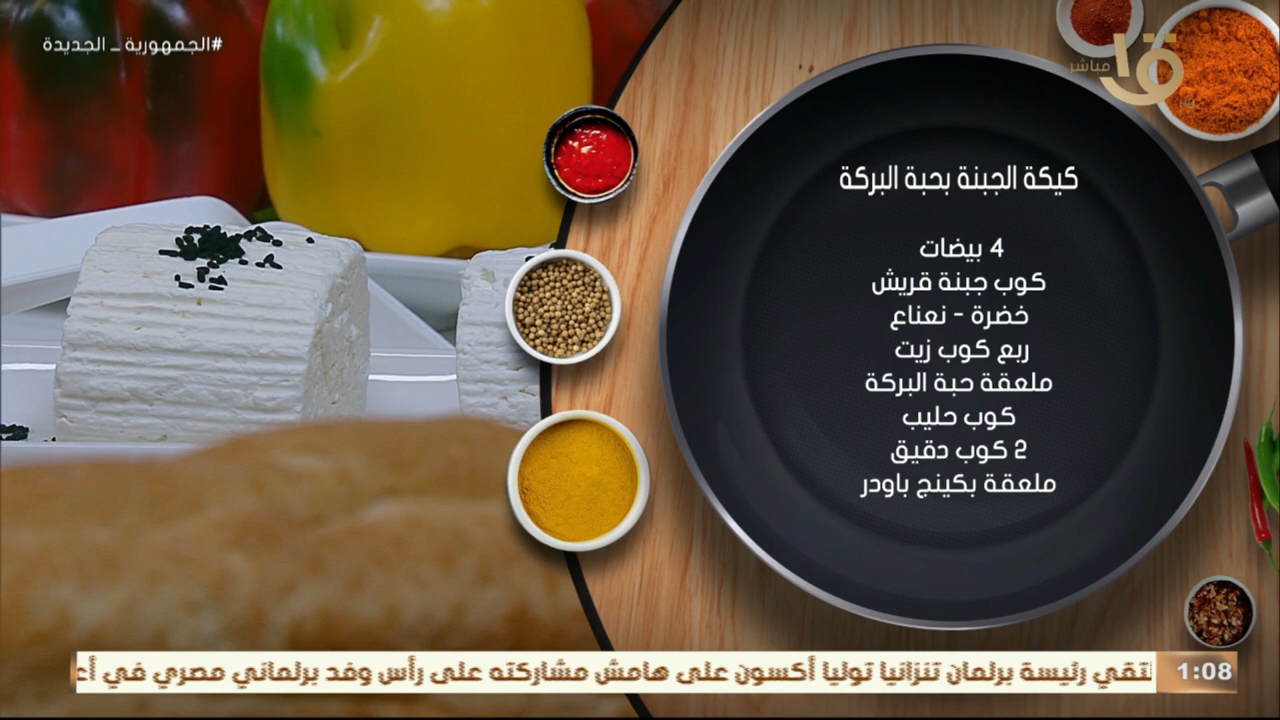 #الجمهورية _ الجديدة
مباشر
كيكة الجبنة بحبة البركة
4 بيضات
كوب جبنة قريش
خضرة - نعناع
ربع كوب زيت
ملعقة حبة البركة
كوب حليب
2 كوب دقيق
ملعقة بكينج باودر
رئيسة برلمان تنزانيا توليا أكسون على هامش مشاركته على رأس وفد برلماني مصري في
1:08